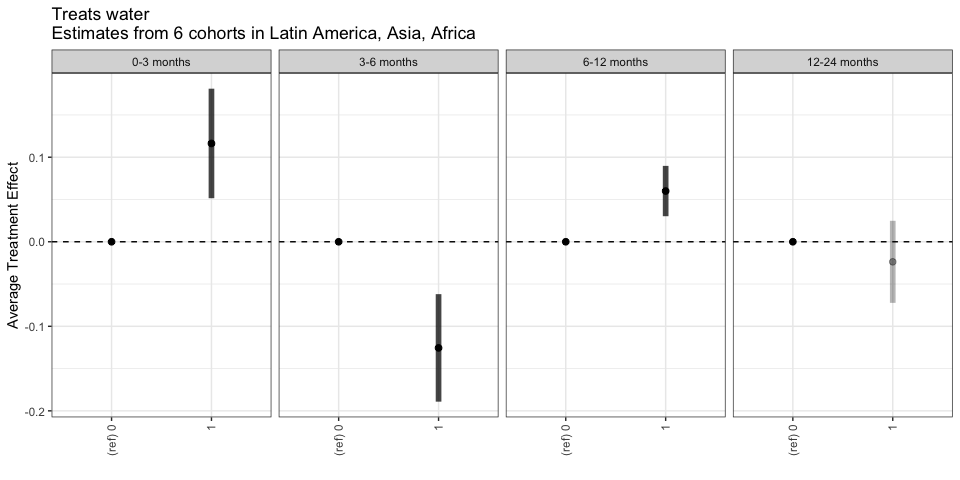 Treats water
Estimates from 6 cohorts in Latin America, Asia, Africa
0-3 months
3-6 months
6-12 months
12-24 months
Average Treatment Effect
0.1
0.0
-0.1
-0.2
(ref) 0
1
(ref) 0
1
(ref) 0
1
(ref) 0
1